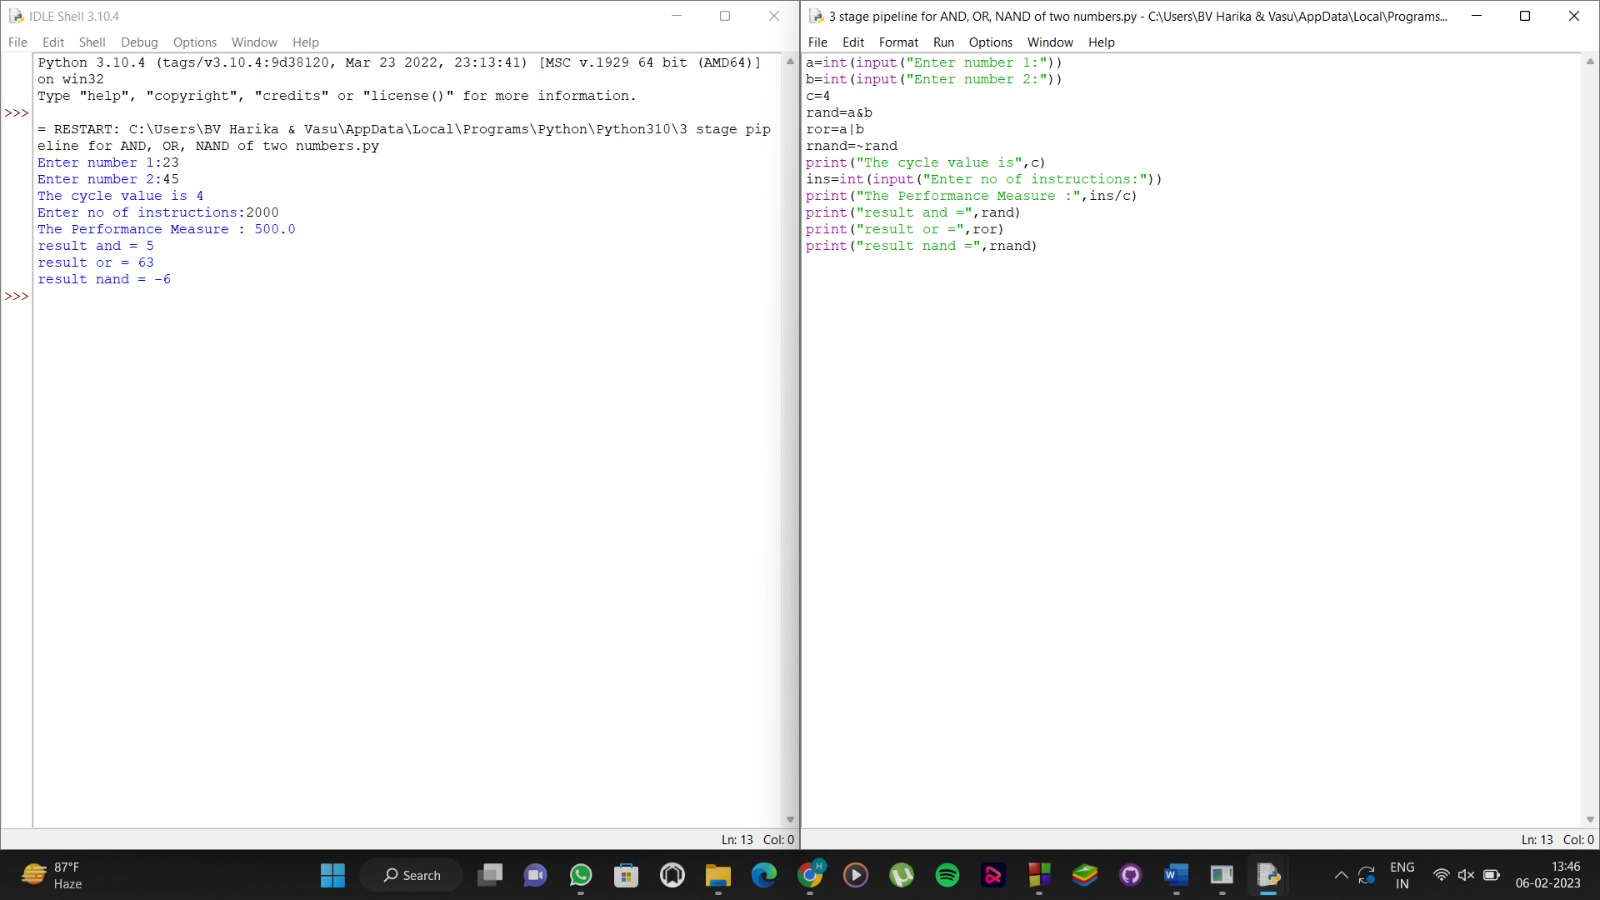 IDLE Shell 3.10.4
File Edit Shell Debug Options Window Help
Python 3.10.4 (tags/v3.10.4:9d38120, Mar 23 2022, 23:13:41) [MSC v.1929 64 bit (AMD64)]
on win32
Type "help", "copyright", "credits" or "license()" for more information.
>>>
= RESTART: C:\Users\BV Harika & Vasu\AppData\Local\Programs\Python\Python310\3 stage pip
eline for AND, OR, NAND of two numbers.py
Enter number 1:23
Enter number 2:45
The cycle value is 4
Enter no of instructions:2000
The Performance Measure : 500.0
result and = 5
result or = 63
result nand = -6
>>>
Ln: 13 Col: 0
3 stage pipeline for AND, OR, NAND of two numbers.py - C:\Users\BV Harika & Vasu\AppData\Local\Programs...
File Edit Format Run Options Window Help
a=int(input("Enter number 1:"))
b=int(input("Enter number 2:"))
c=4
rand=a&b
ror=a|b
rnand=~rand
print("The cycle value is",c)
ins=int(input("Enter no of instructions:"))
print("The Performance Measure :",ins/c)
print("result and =",rand)
print("result or =",ror)
print("result nand =",rnand)
Ln: 13 Col: 0
87°F
Haze
Search
H
W
ENG
IN
13:46
06-02-2023